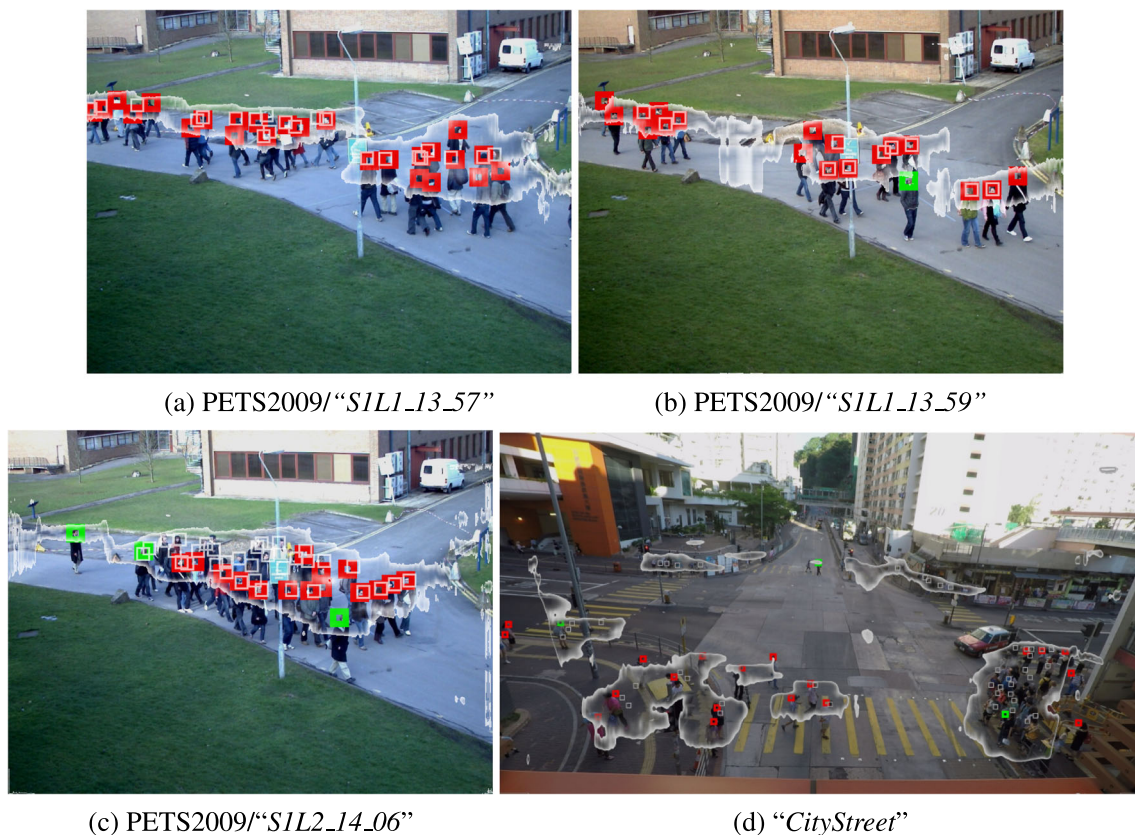 (a) PETS2009/“S1L1_13_57”
(b) PETS2009/“S1L1_13_59”
(c) PETS2009/“S1L2_14_06”
(d) “CityStreet”